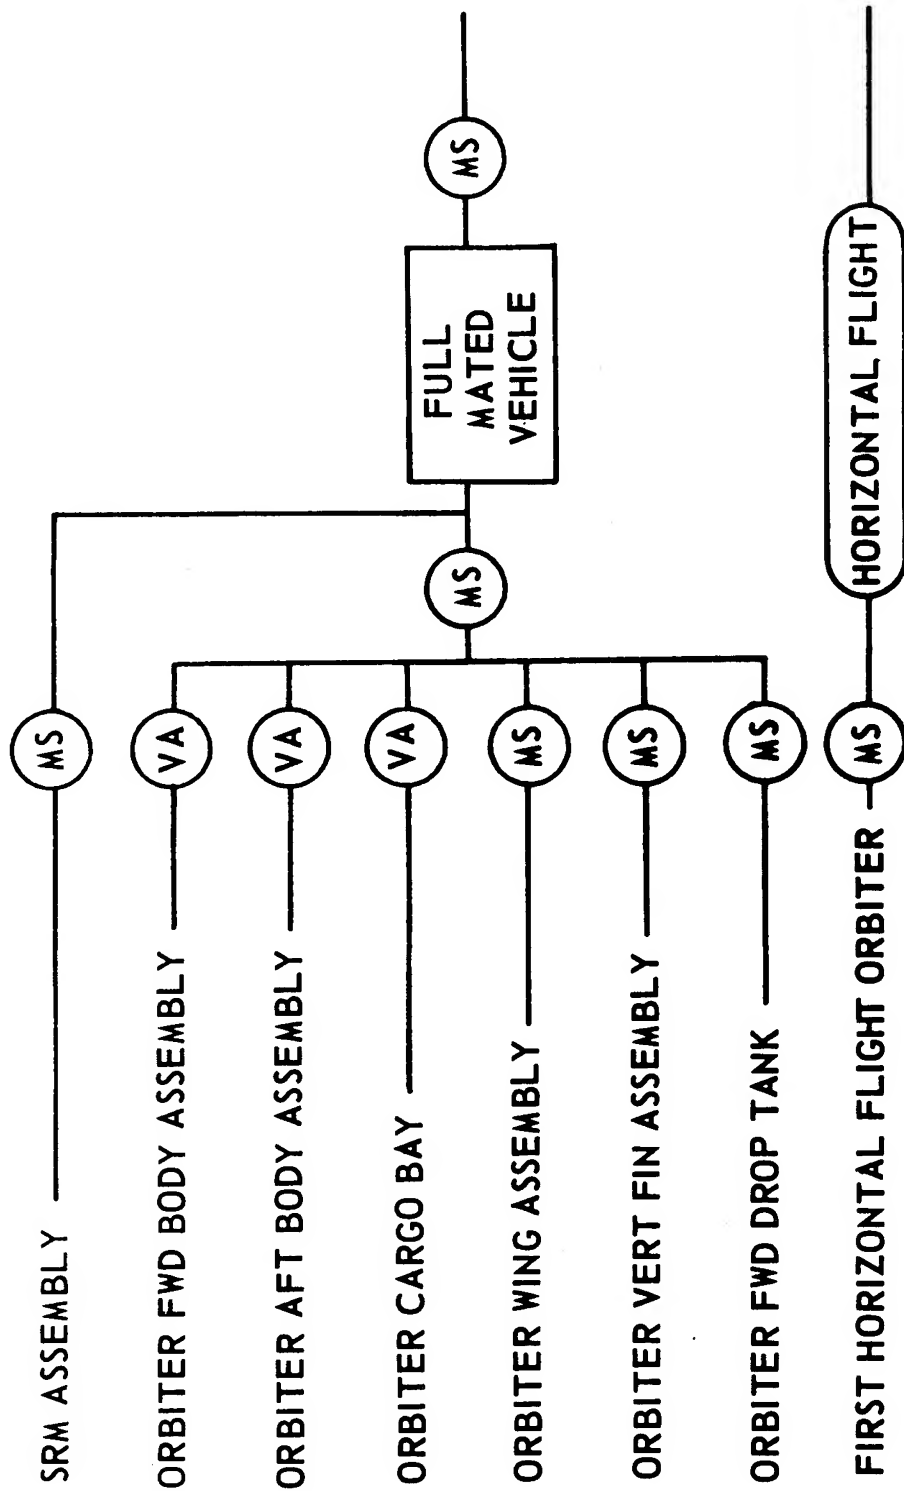 SRM ASSEMBLY
MS
ORBITER FWD BODY ASSEMBLY
VA
ORBITER AFT BODY ASSEMBLY
VA
ORBITER CARGO BAY
VA
ORBITER WING ASSEMBLY
MS
ORBITER VERT FIN ASSEMBLY
MS
ORBITER FWD DROP TANK
MS
MS
FULL
MATED
VEHICLE
MS
FIRST HORIZONTAL FLIGHT ORBITER
MS
HORIZONTAL FLIGHT